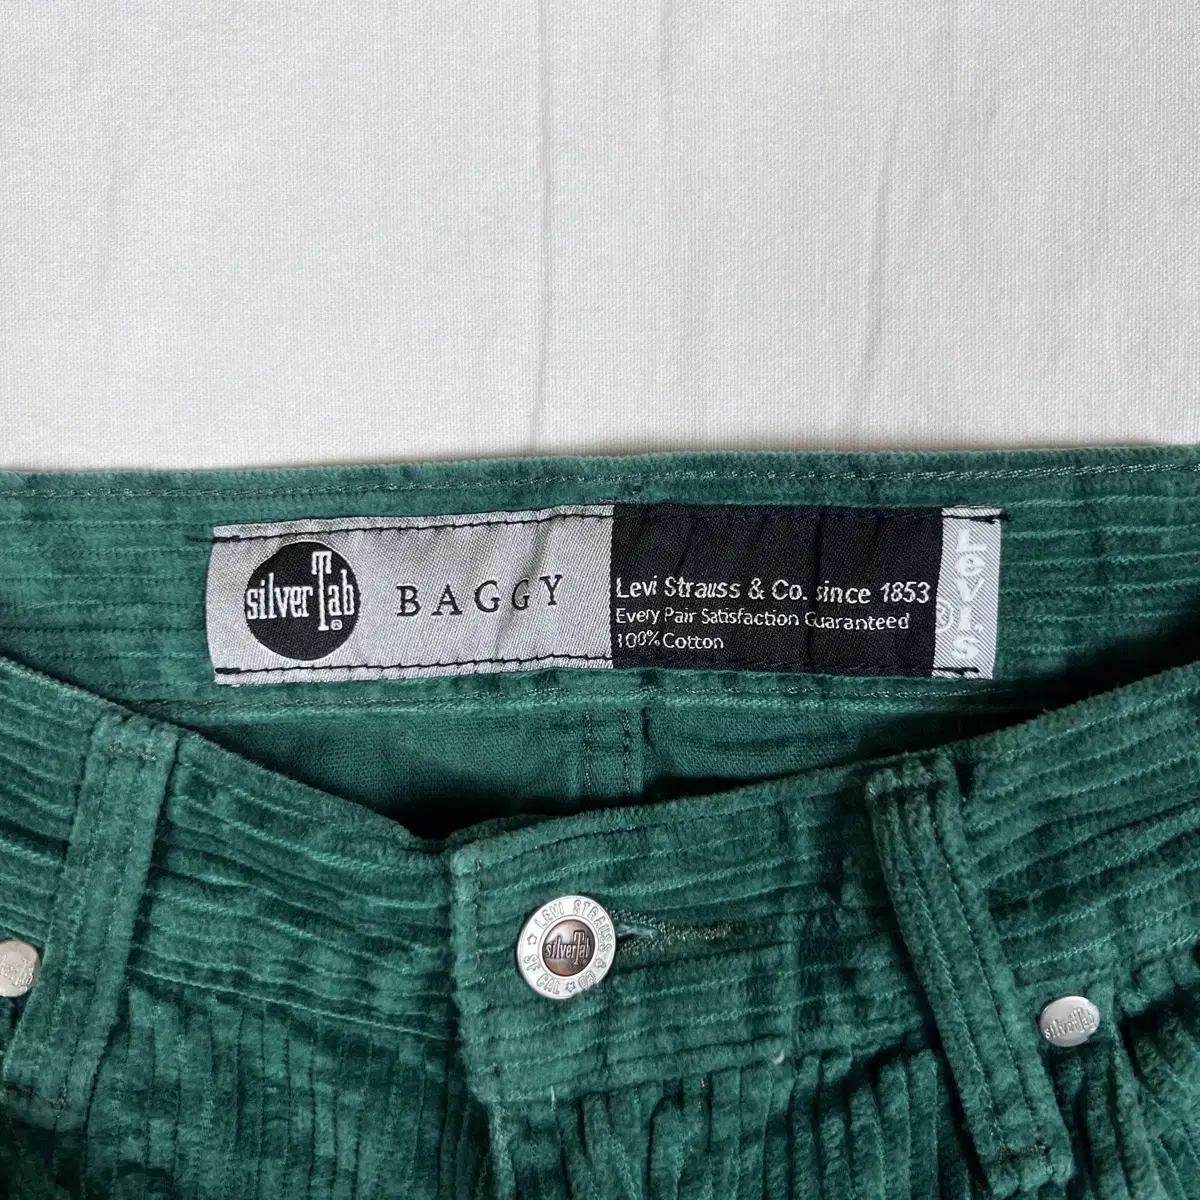 silverTab®
BAGGY
Levi Strauss & Co. since 1853
Every Pair Satisfaction Guaranteed
100% Cotton
Levi's
®
LEVI STRAUSS & CO
SF CAL
silverTab
silverTab